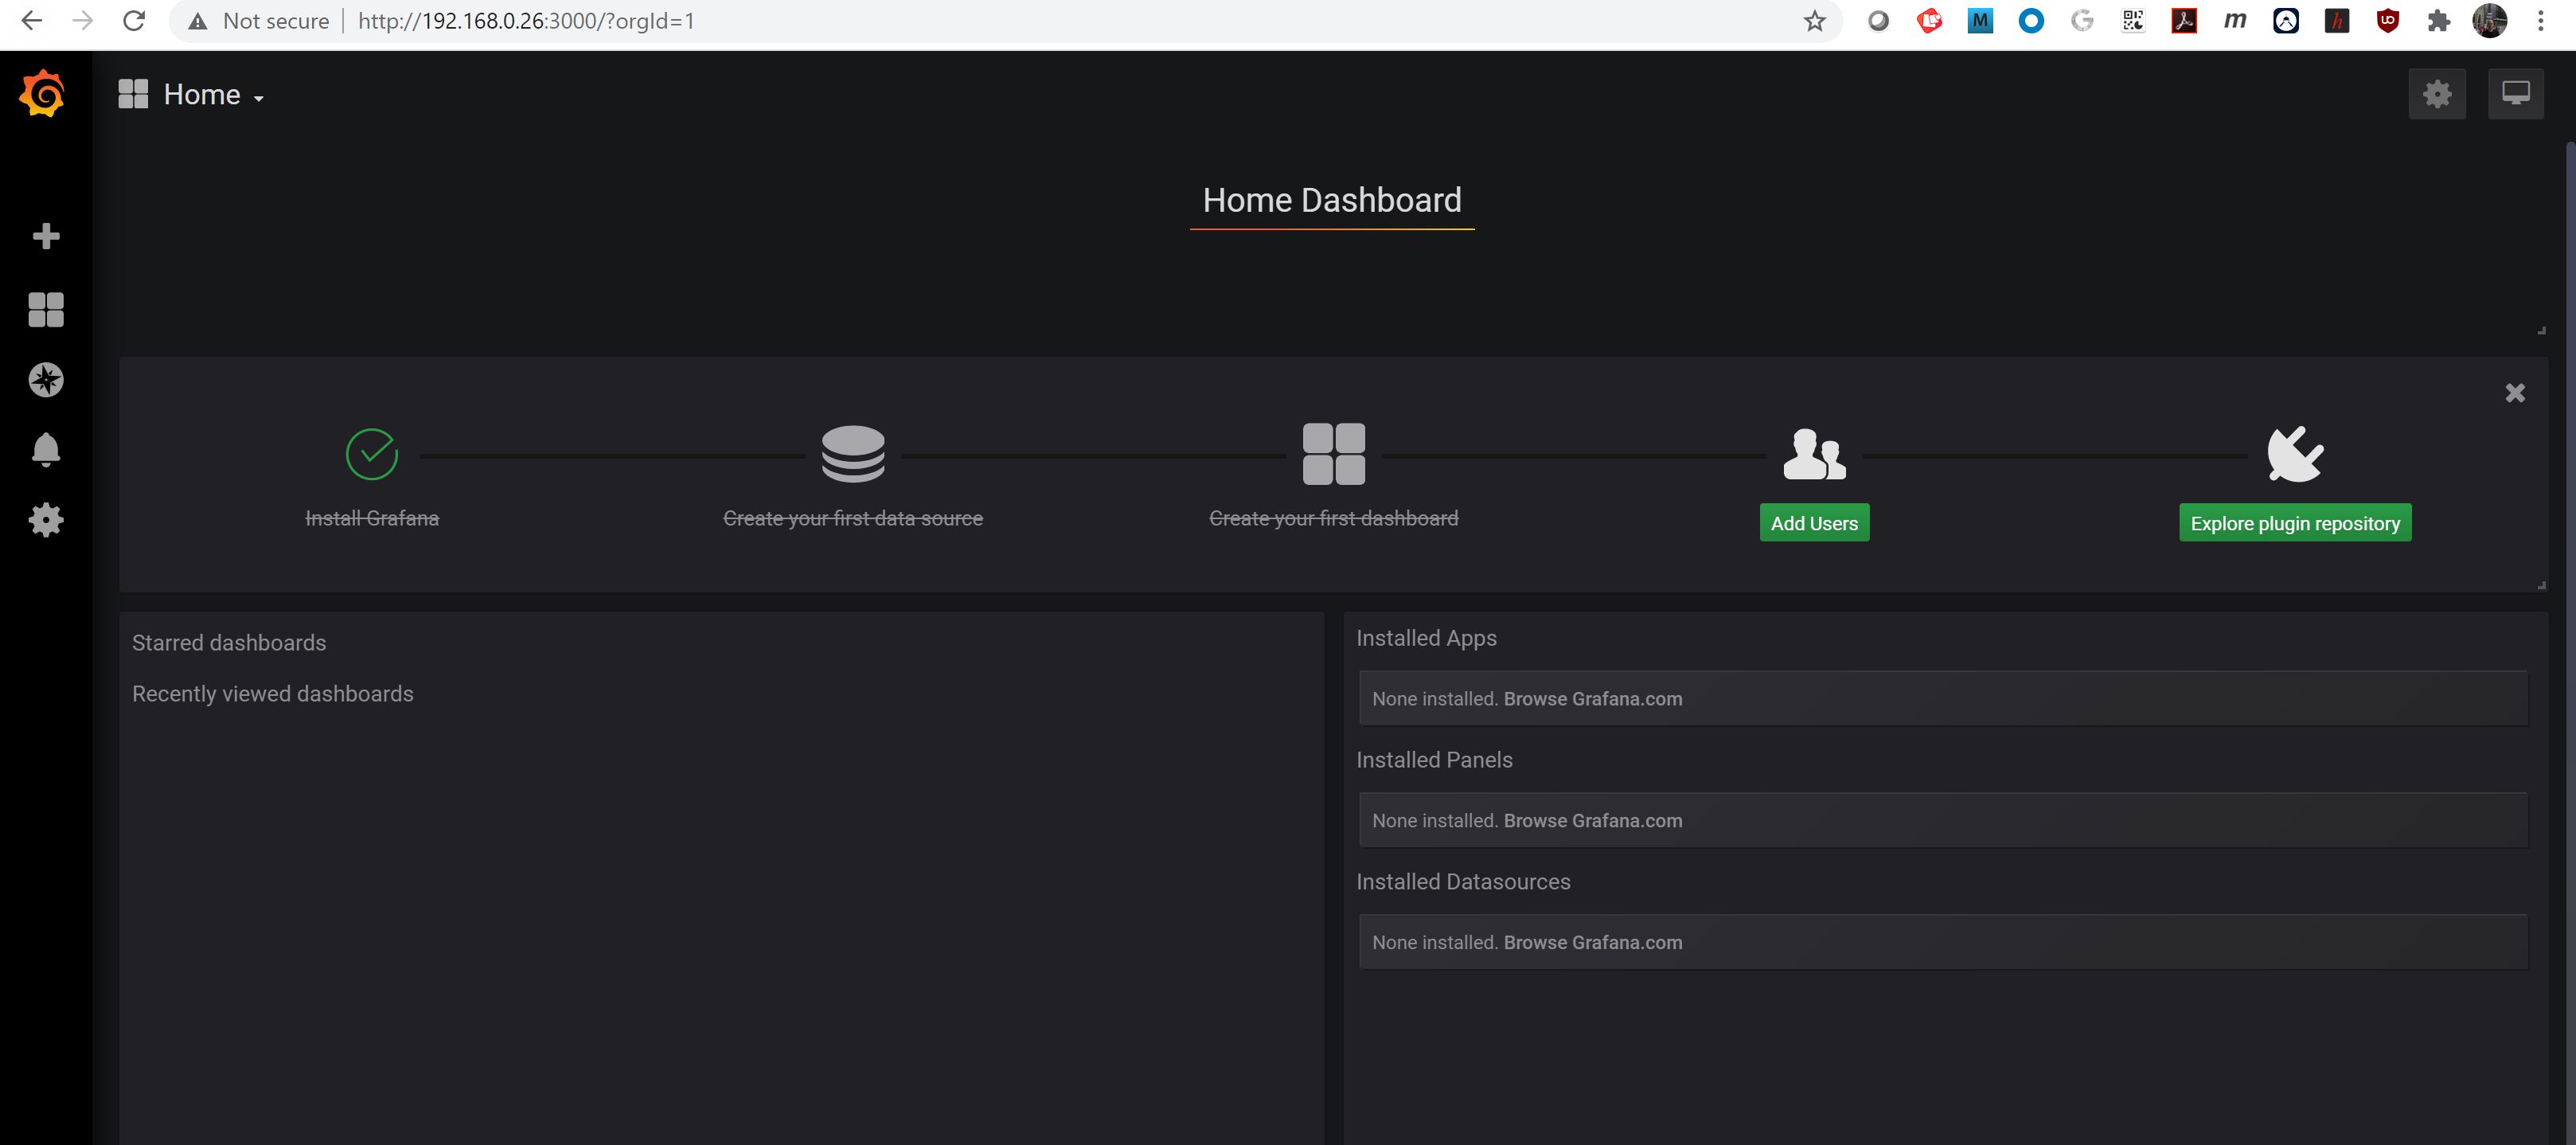 Not secure | http://192.168.0.26:3000/?orgId=1
Home
Home Dashboard
Install Grafana
Create your first data source
Create your first dashboard
Add Users
Explore plugin repository
Starred dashboards
Recently viewed dashboards
Installed Apps
None installed. Browse Grafana.com
Installed Panels
None installed. Browse Grafana.com
Installed Datasources
None installed. Browse Grafana.com